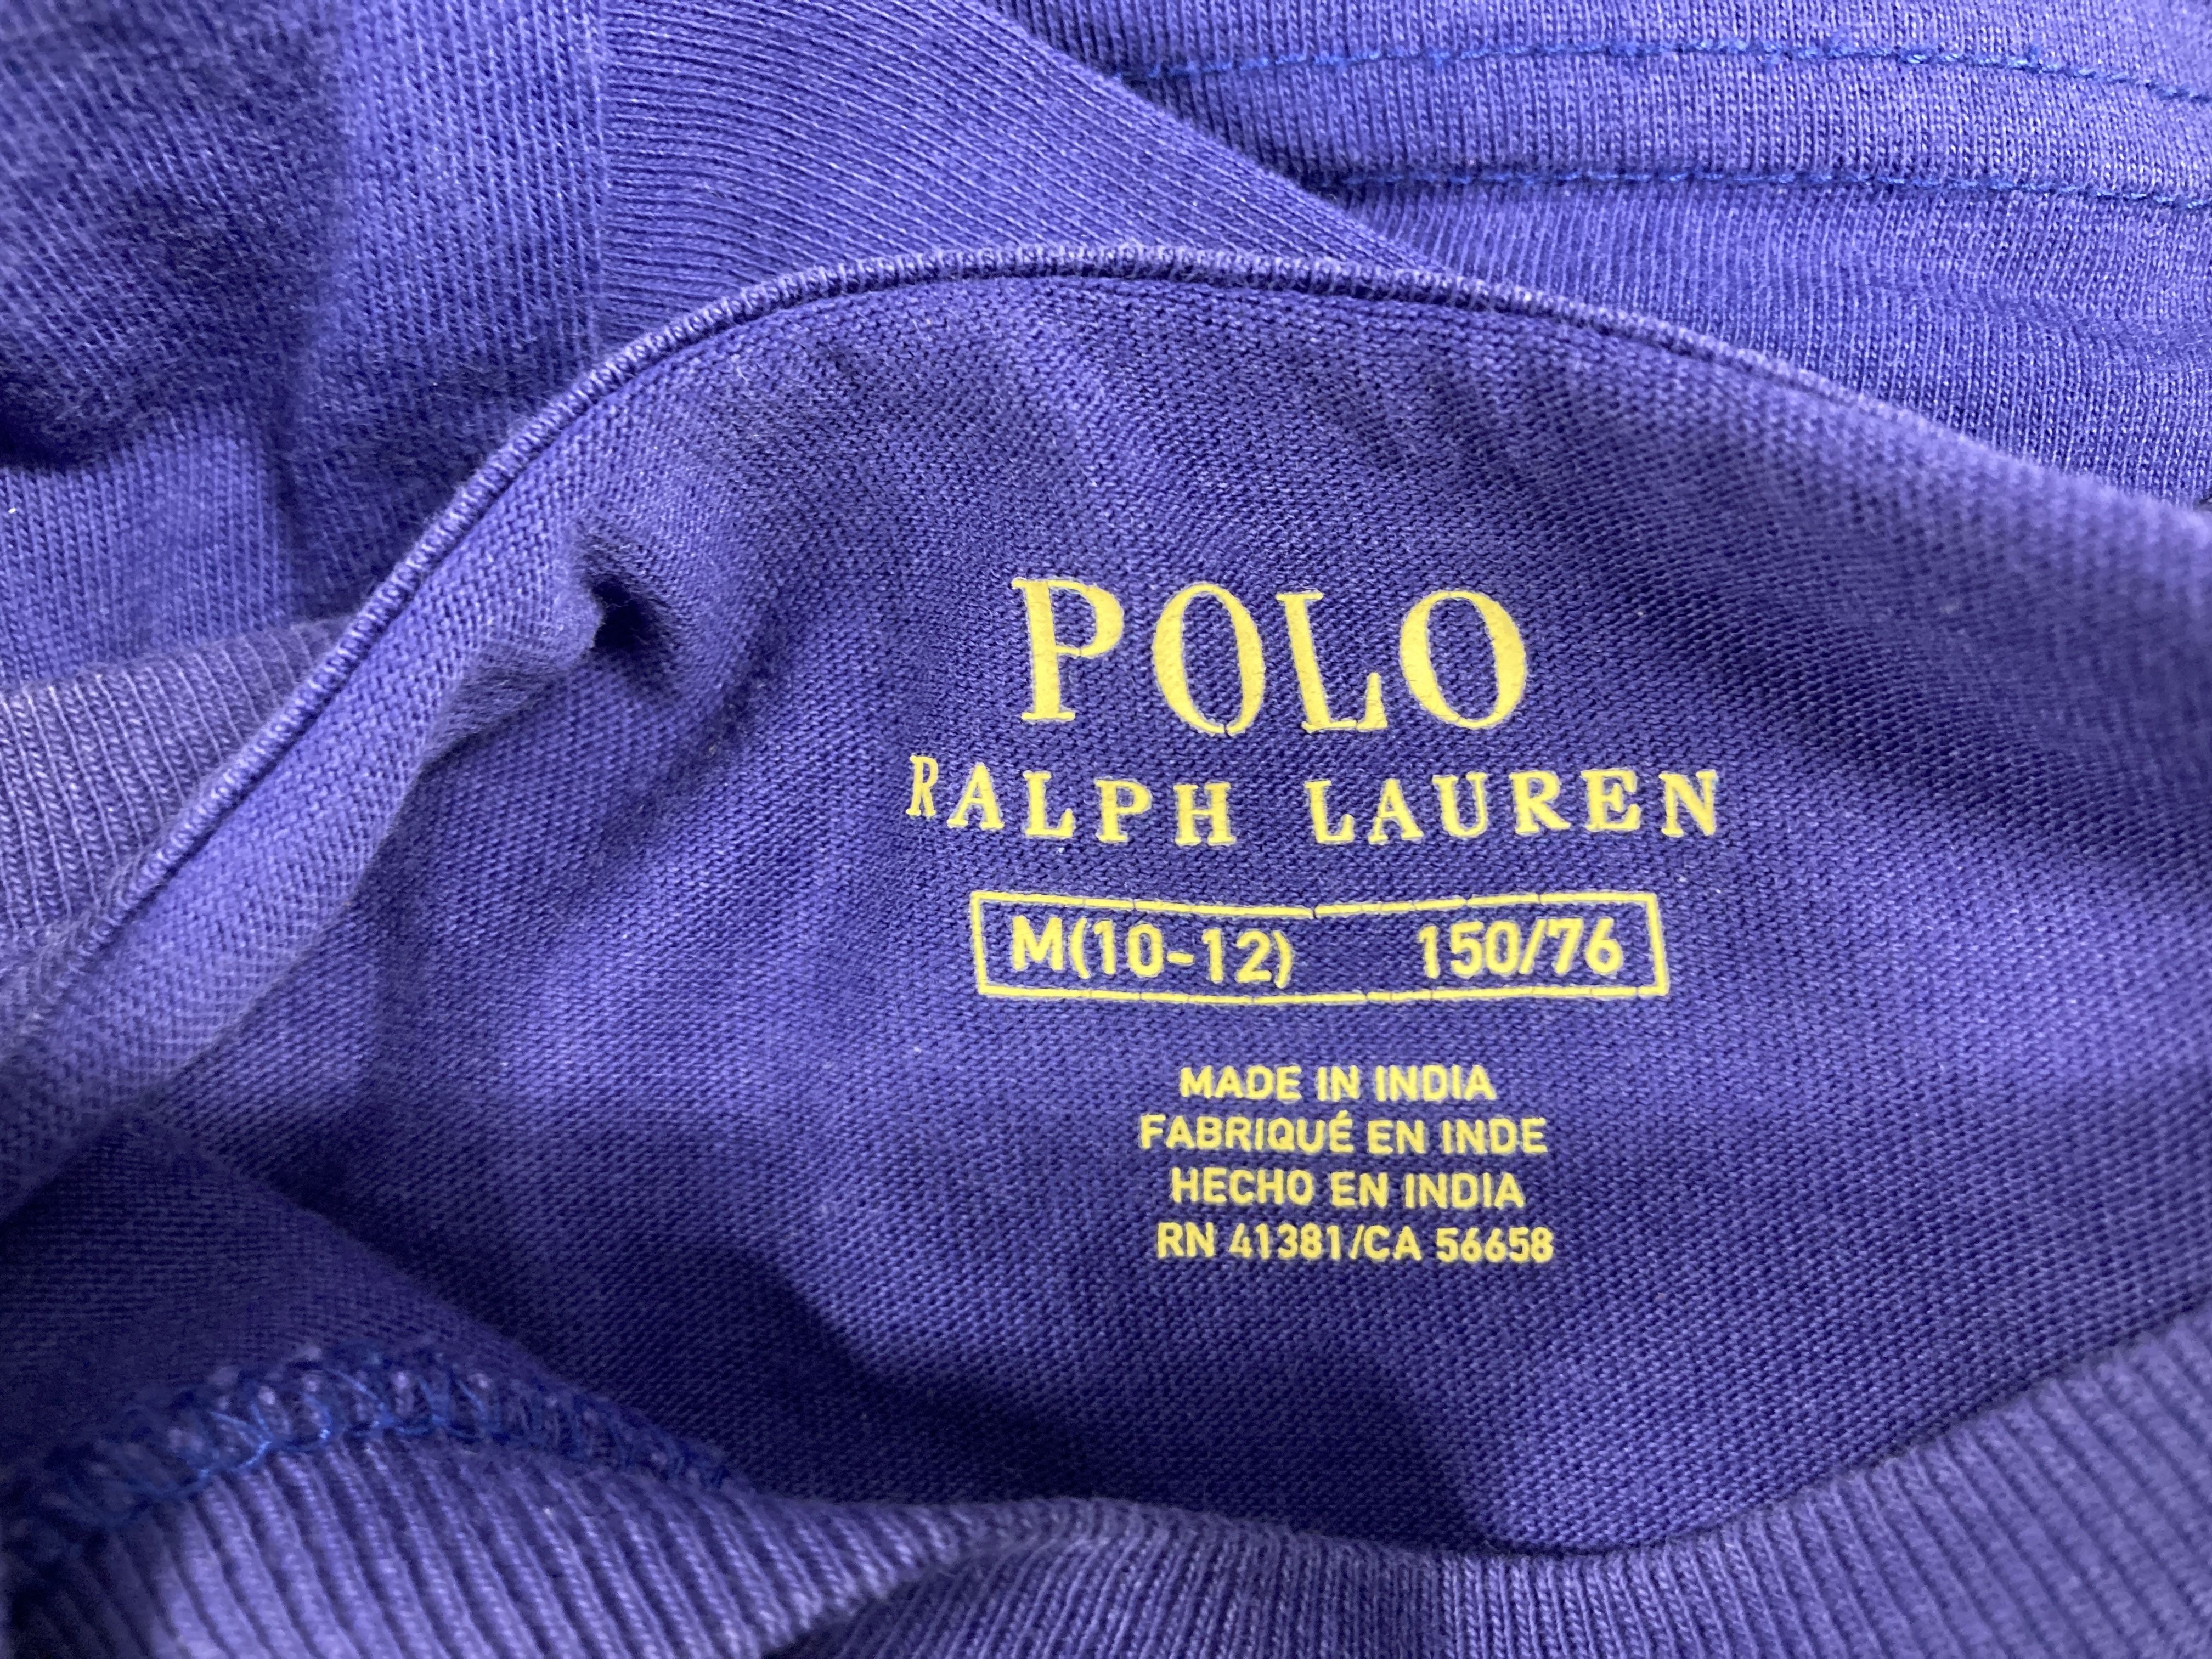 POLO
RALPH LAUREN
M(10-12) 150/76
MADE IN INDIA
FABRIQUÉ EN INDE
HECHO EN INDIA
RN 41381/CA 56658